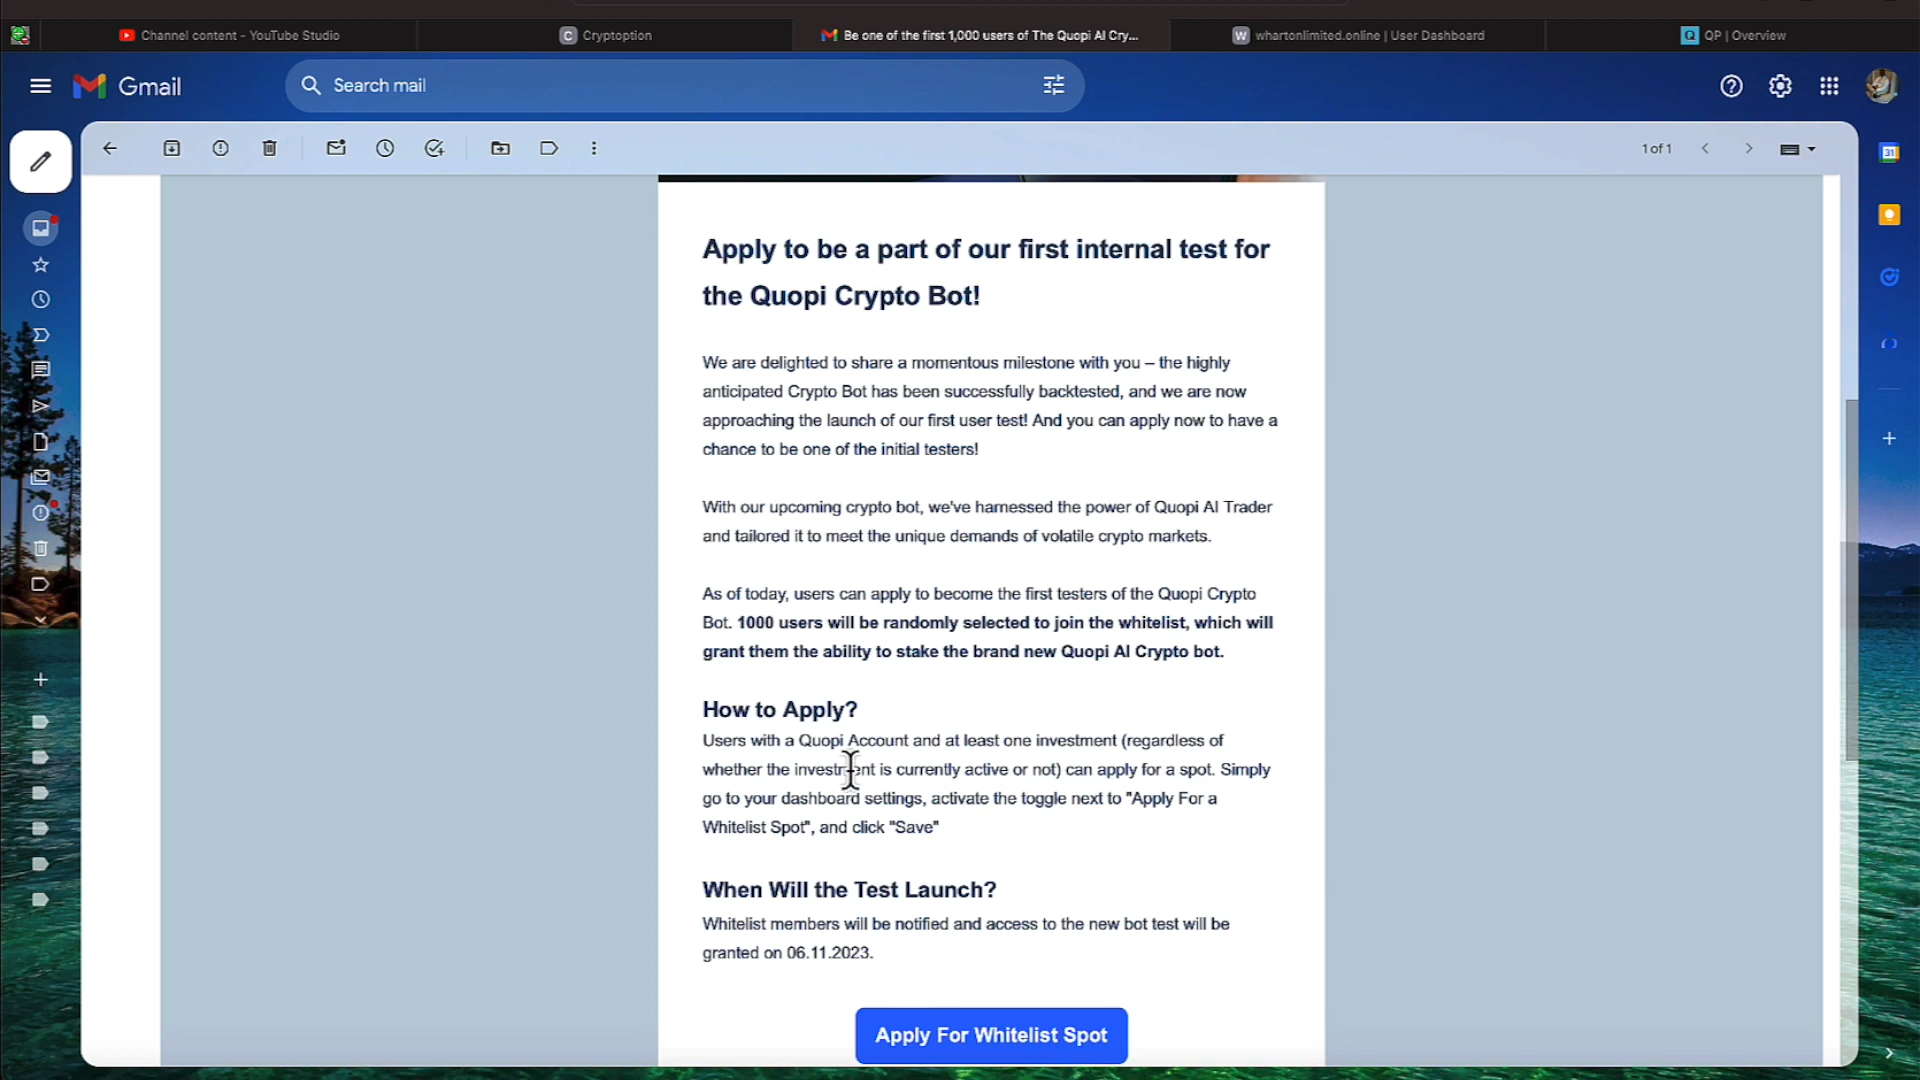 Channel content - YouTube Studio
C Cryptoption
Be one of the first 1,000 users of The Quopi AI Cry...
W whartonlimited.online | User Dashboard
Q QP | Overview
Gmail
Search mail
1 of 1
31
Apply to be a part of our first internal test for
the Quopi Crypto Bot!
We are delighted to share a momentous milestone with you – the highly
anticipated Crypto Bot has been successfully backtested, and we are now
approaching the launch of our first user test! And you can apply now to have a
chance to be one of the initial testers!
With our upcoming crypto bot, we've harnessed the power of Quopi AI Trader
and tailored it to meet the unique demands of volatile crypto markets.
As of today, users can apply to become the first testers of the Quopi Crypto
Bot. 1000 users will be randomly selected to join the whitelist, which will
grant them the ability to stake the brand new Quopi AI Crypto bot.
How to Apply?
Users with a Quopi Account and at least one investment (regardless of
whether the investment is currently active or not) can apply for a spot. Simply
go to your dashboard settings, activate the toggle next to "Apply For a
Whitelist Spot", and click "Save"
When Will the Test Launch?
Whitelist members will be notified and access to the new bot test will be
granted on 06.11.2023.
Apply For Whitelist Spot